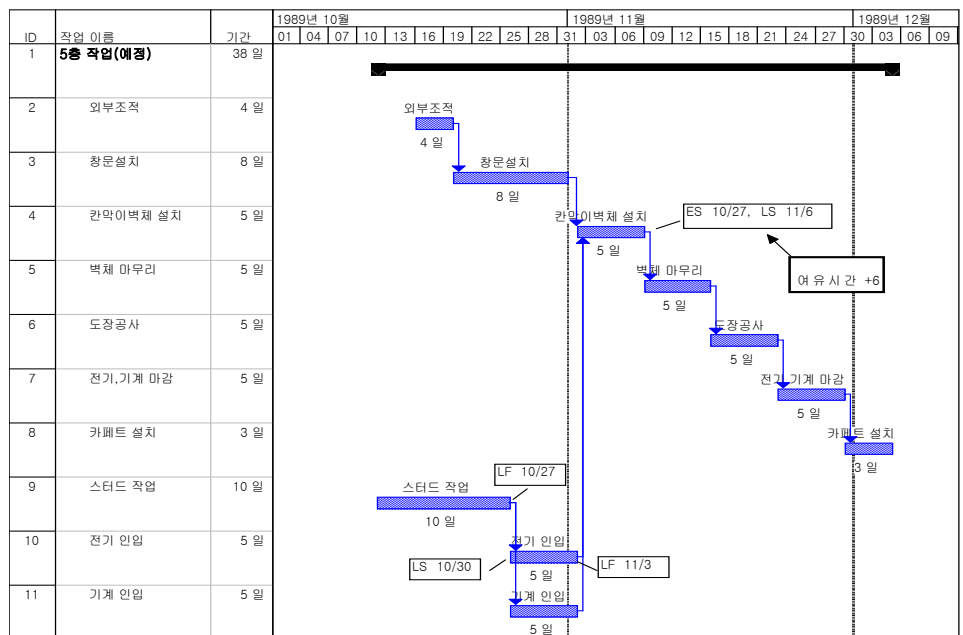 1989년 10월 1989년 11월 1989년 12월
ID 작업 이름 기간 01 04 07 10 13 16 19 22 25 28 31 03 06 09 12 15 18 21 24 27 30 03 06 09
1 5층 작업(예정) 38 일
2 외부조적 4 일
외부조적
4 일
3 창문설치 8 일
창문설치
8 일
4 칸막이벽체 설치 5 일
칸막이벽체 설치
5 일
ES 10/27, LS 11/6
여유시간 +6
5 벽체 마무리 5 일
벽체 마무리
5 일
6 도장공사 5 일
도장공사
5 일
7 전기,기계 마감 5 일
전기,기계 마감
5 일
8 카페트 설치 3 일
카페트 설치
3 일
9 스터드 작업 10 일
스터드 작업
10 일
LF 10/27
10 전기 인입 5 일
전기 인입
5 일
LS 10/30
LF 11/3
11 기계 인입 5 일
기계 인입
5 일